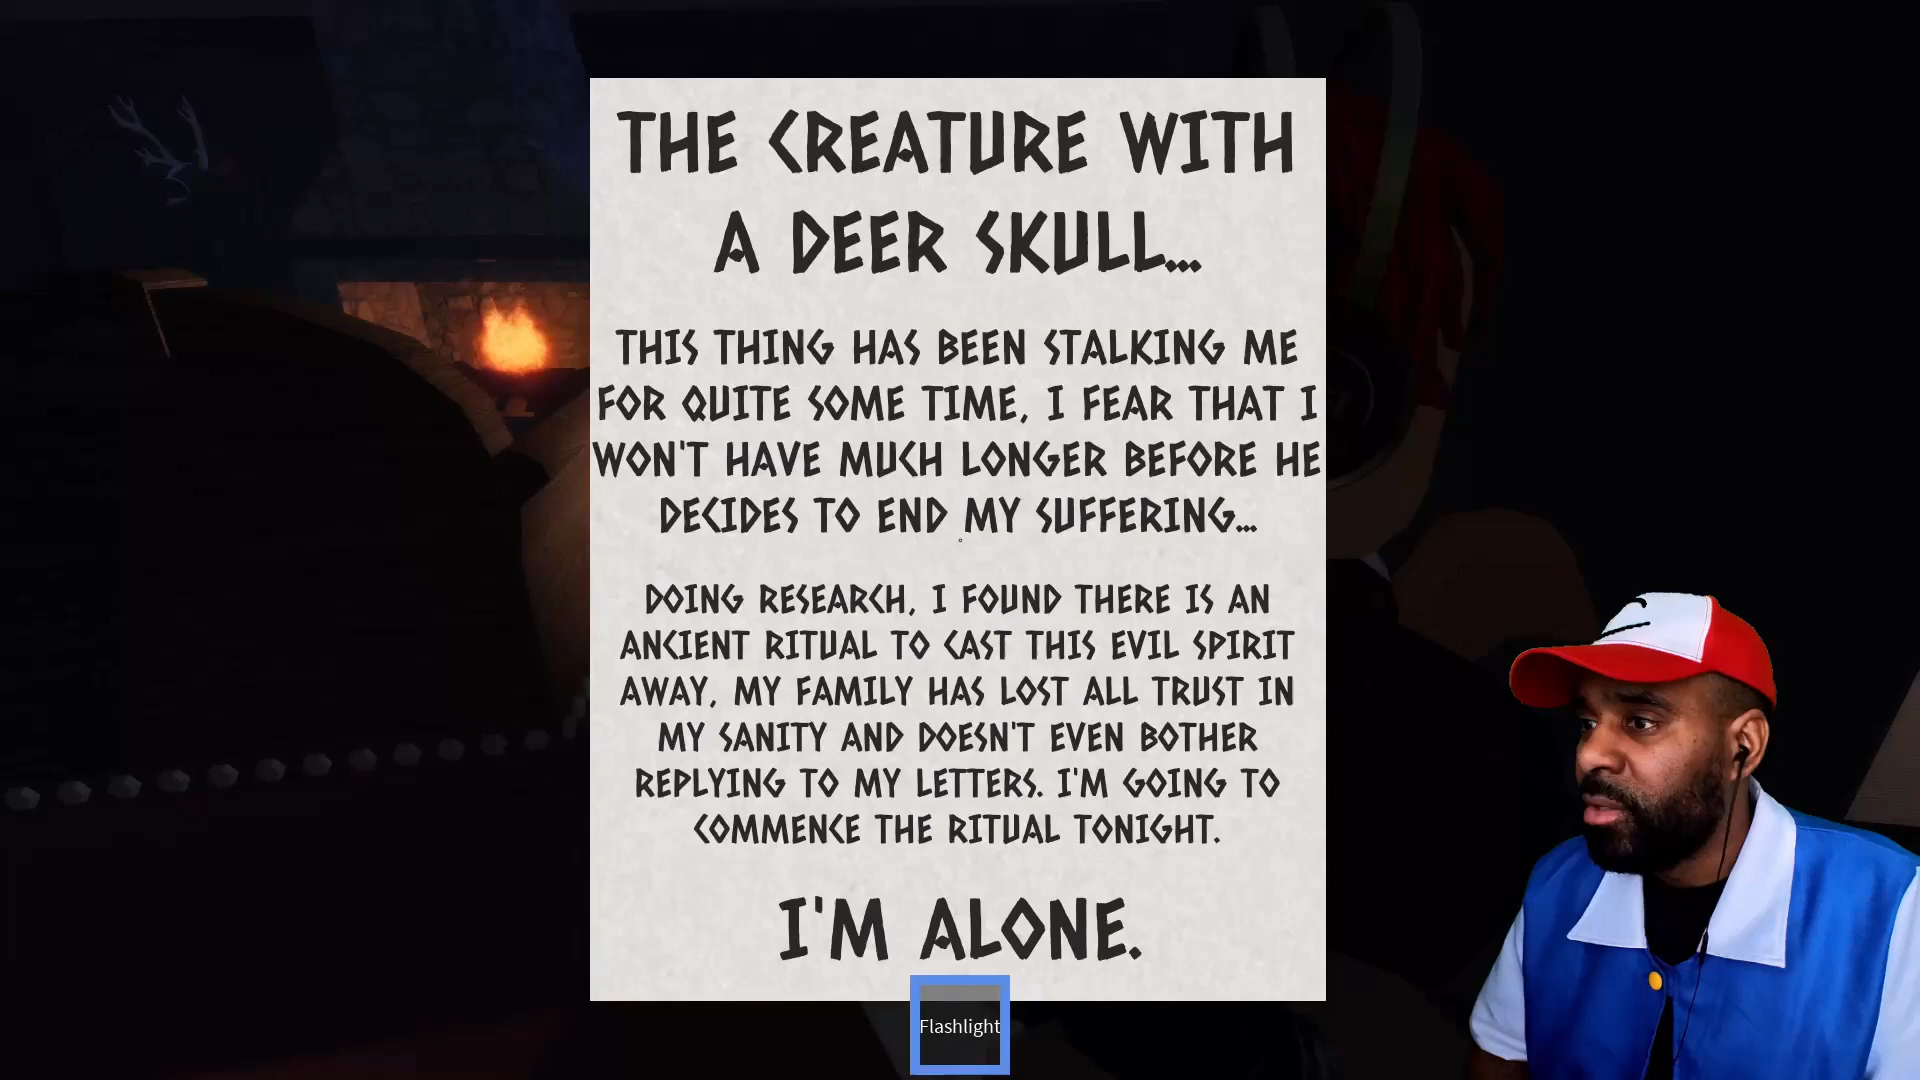 THE CREATURE WITH
A DEER SKULL...
THIS THING HAS BEEN STALKING ME
FOR QUITE SOME TIME, I FEAR THAT I
WON'T HAVE MUCH LONGER BEFORE HE
DECIDES TO END MY SUFFERING...
DOING RESEARCH, I FOUND THERE IS AN
ANCIENT RITUAL TO CAST THIS EVIL SPIRIT
AWAY, MY FAMILY HAS LOST ALL TRUST IN
MY SANITY AND DOESN'T EVEN BOTHER
REPLYING TO MY LETTERS. I'M GOING TO
COMMENCE THE RITUAL TONIGHT.
I'M ALONE.
Flashlight